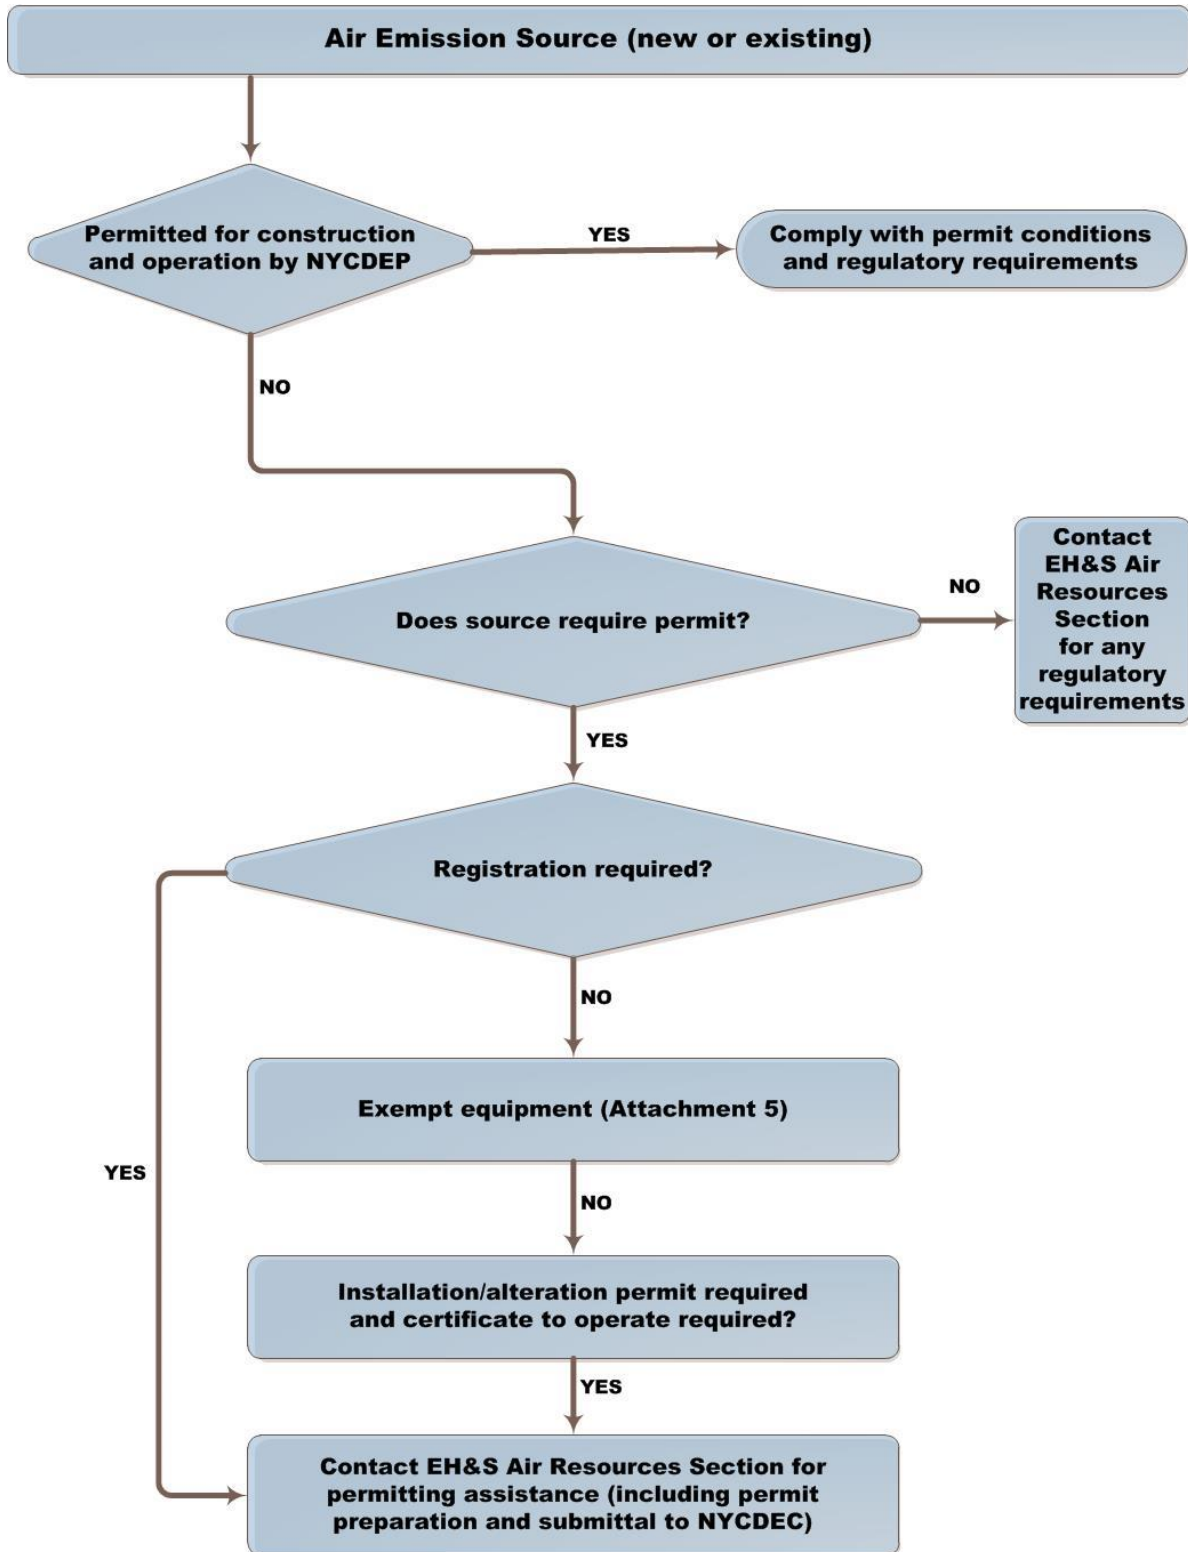 Air Emission Source (new or existing)
Permitted for construction
and operation by NYCDEP
YES
Comply with permit conditions
and regulatory requirements
NO
Does source require permit?
NO
Contact
EH&S Air
Resources
Section
for any
regulatory
requirements
YES
Registration required?
NO
Exempt equipment (Attachment 5)
YES
NO
Installation/alteration permit required
and certificate to operate required?
YES
Contact EH&S Air Resources Section for
permitting assistance (including permit
preparation and submittal to NYCDEC)